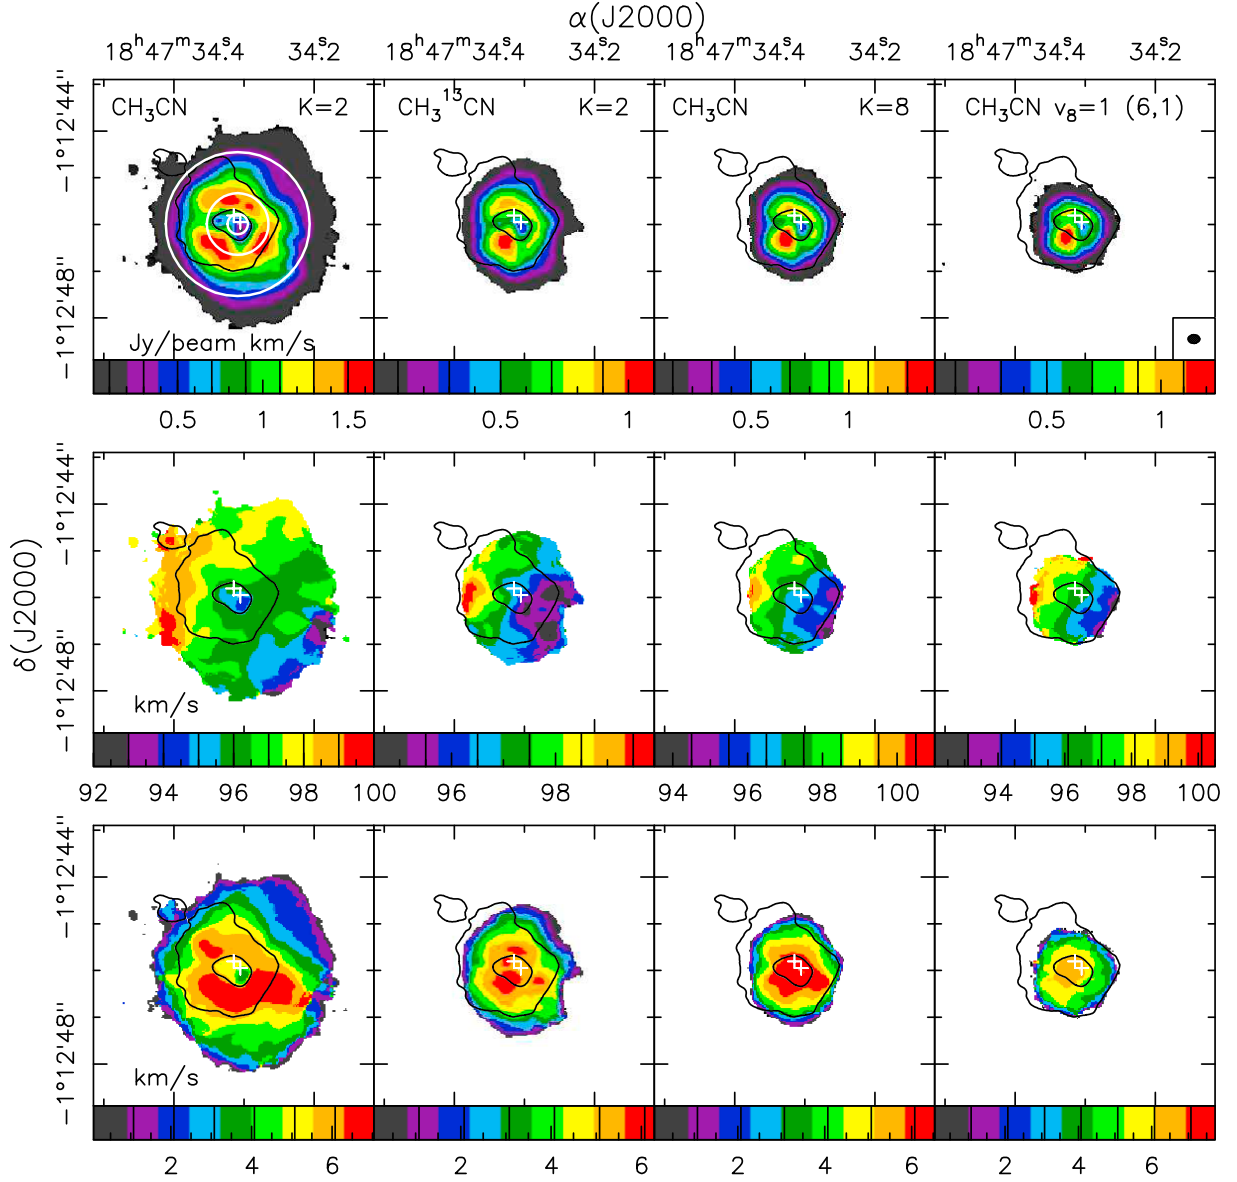 α(J2000)
18ʰ47ᵐ34ˢ.4 34ˢ.2 18ʰ47ᵐ34ˢ.4 34ˢ.2 18ʰ47ᵐ34ˢ.4 34ˢ.2 18ʰ47ᵐ34ˢ.4 34ˢ.2
CH₃CN K=2
CH₃¹³CN K=2
CH₃CN K=8
CH₃CN v₈=1 (6,1)
−1°12'44"
−1°12'48"
Jy/beam km/s
0.5 1 1.5 0.5 1 0.5 1 0.5 1
δ(J2000)
−1°12'44"
−1°12'48"
km/s
92 94 96 98 100 96 98 94 96 98 100 94 96 98 100
−1°12'44"
−1°12'48"
km/s
2 4 6 2 4 6 2 4 6 2 4 6